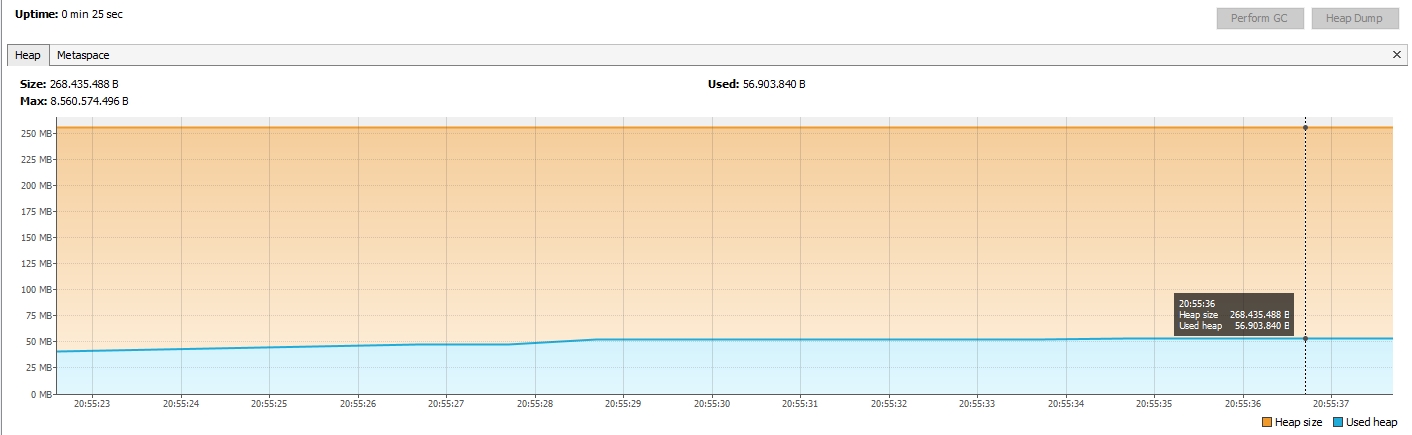 Uptime: 0 min 25 sec
Perform GC
Heap Dump
Heap
Metaspace
×
Size: 268.435.488 B
Used: 56.903.840 B
Max: 8.560.574.496 B
250 MB
225 MB
200 MB
175 MB
150 MB
125 MB
100 MB
75 MB
50 MB
25 MB
0 MB
20:55:36
Heap size 268.435.488 B
Used heap 56.903.840 B
20:55:23 20:55:24 20:55:25 20:55:26 20:55:27 20:55:28 20:55:29 20:55:30 20:55:31 20:55:32 20:55:33 20:55:34 20:55:35 20:55:36 20:55:37
Heap size Used heap